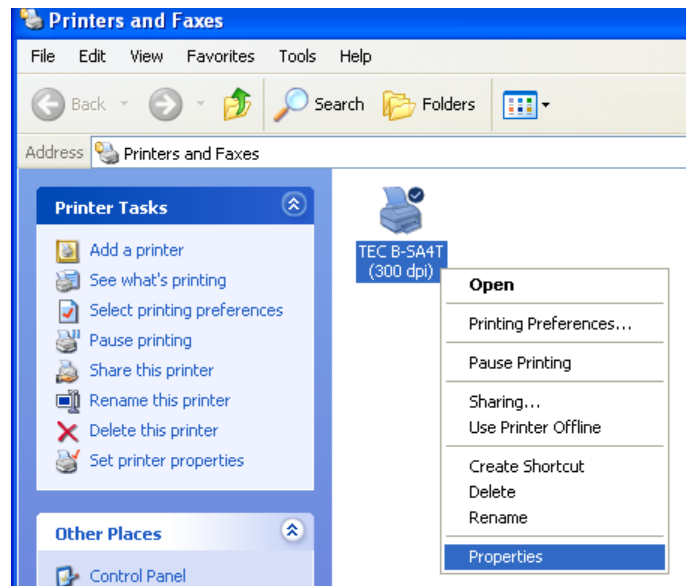 Printers and Faxes
File Edit View Favorites Tools Help
Back Search Folders
Address Printers and Faxes
Printer Tasks
Add a printer
See what's printing
Select printing preferences
Pause printing
Share this printer
Rename this printer
Delete this printer
Set printer properties
Other Places
Control Panel
TEC B-SA4T
(300 dpi)
Open
Printing Preferences...
Pause Printing
Sharing...
Use Printer Offline
Create Shortcut
Delete
Rename
Properties